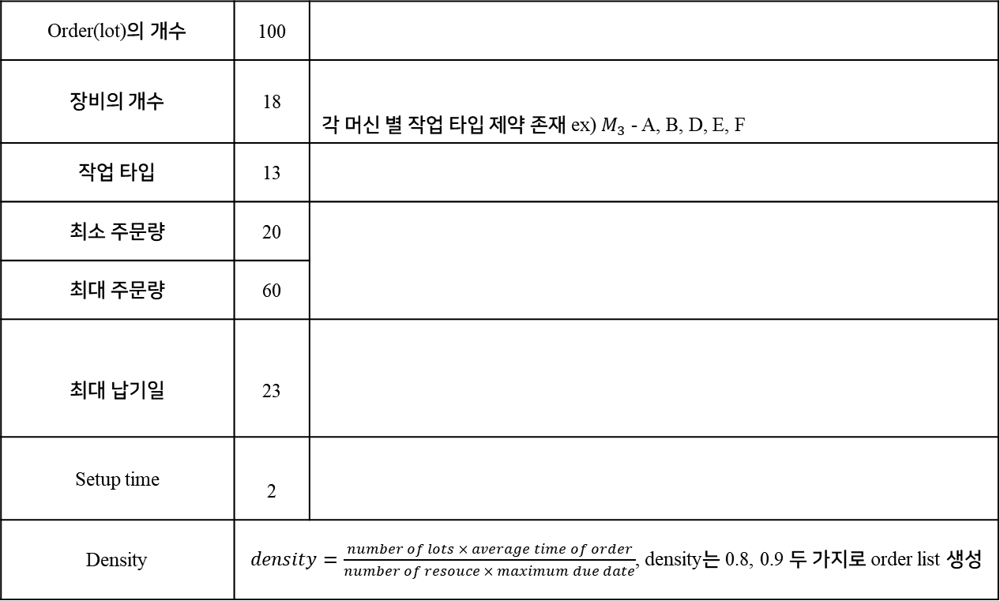 Order(lot)의 개수 100
장비의 개수 18 각 머신 별 작업 타입 제약 존재 ex) 𝑀₃ - A, B, D, E, F
작업 타입 13
최소 주문량 20
최대 주문량 60
최대 납기일 23
Setup time 2
Density density = (number of lots × average time of order) / (number of resouce × maximum due date), density는 0.8, 0.9 두 가지로 order list 생성